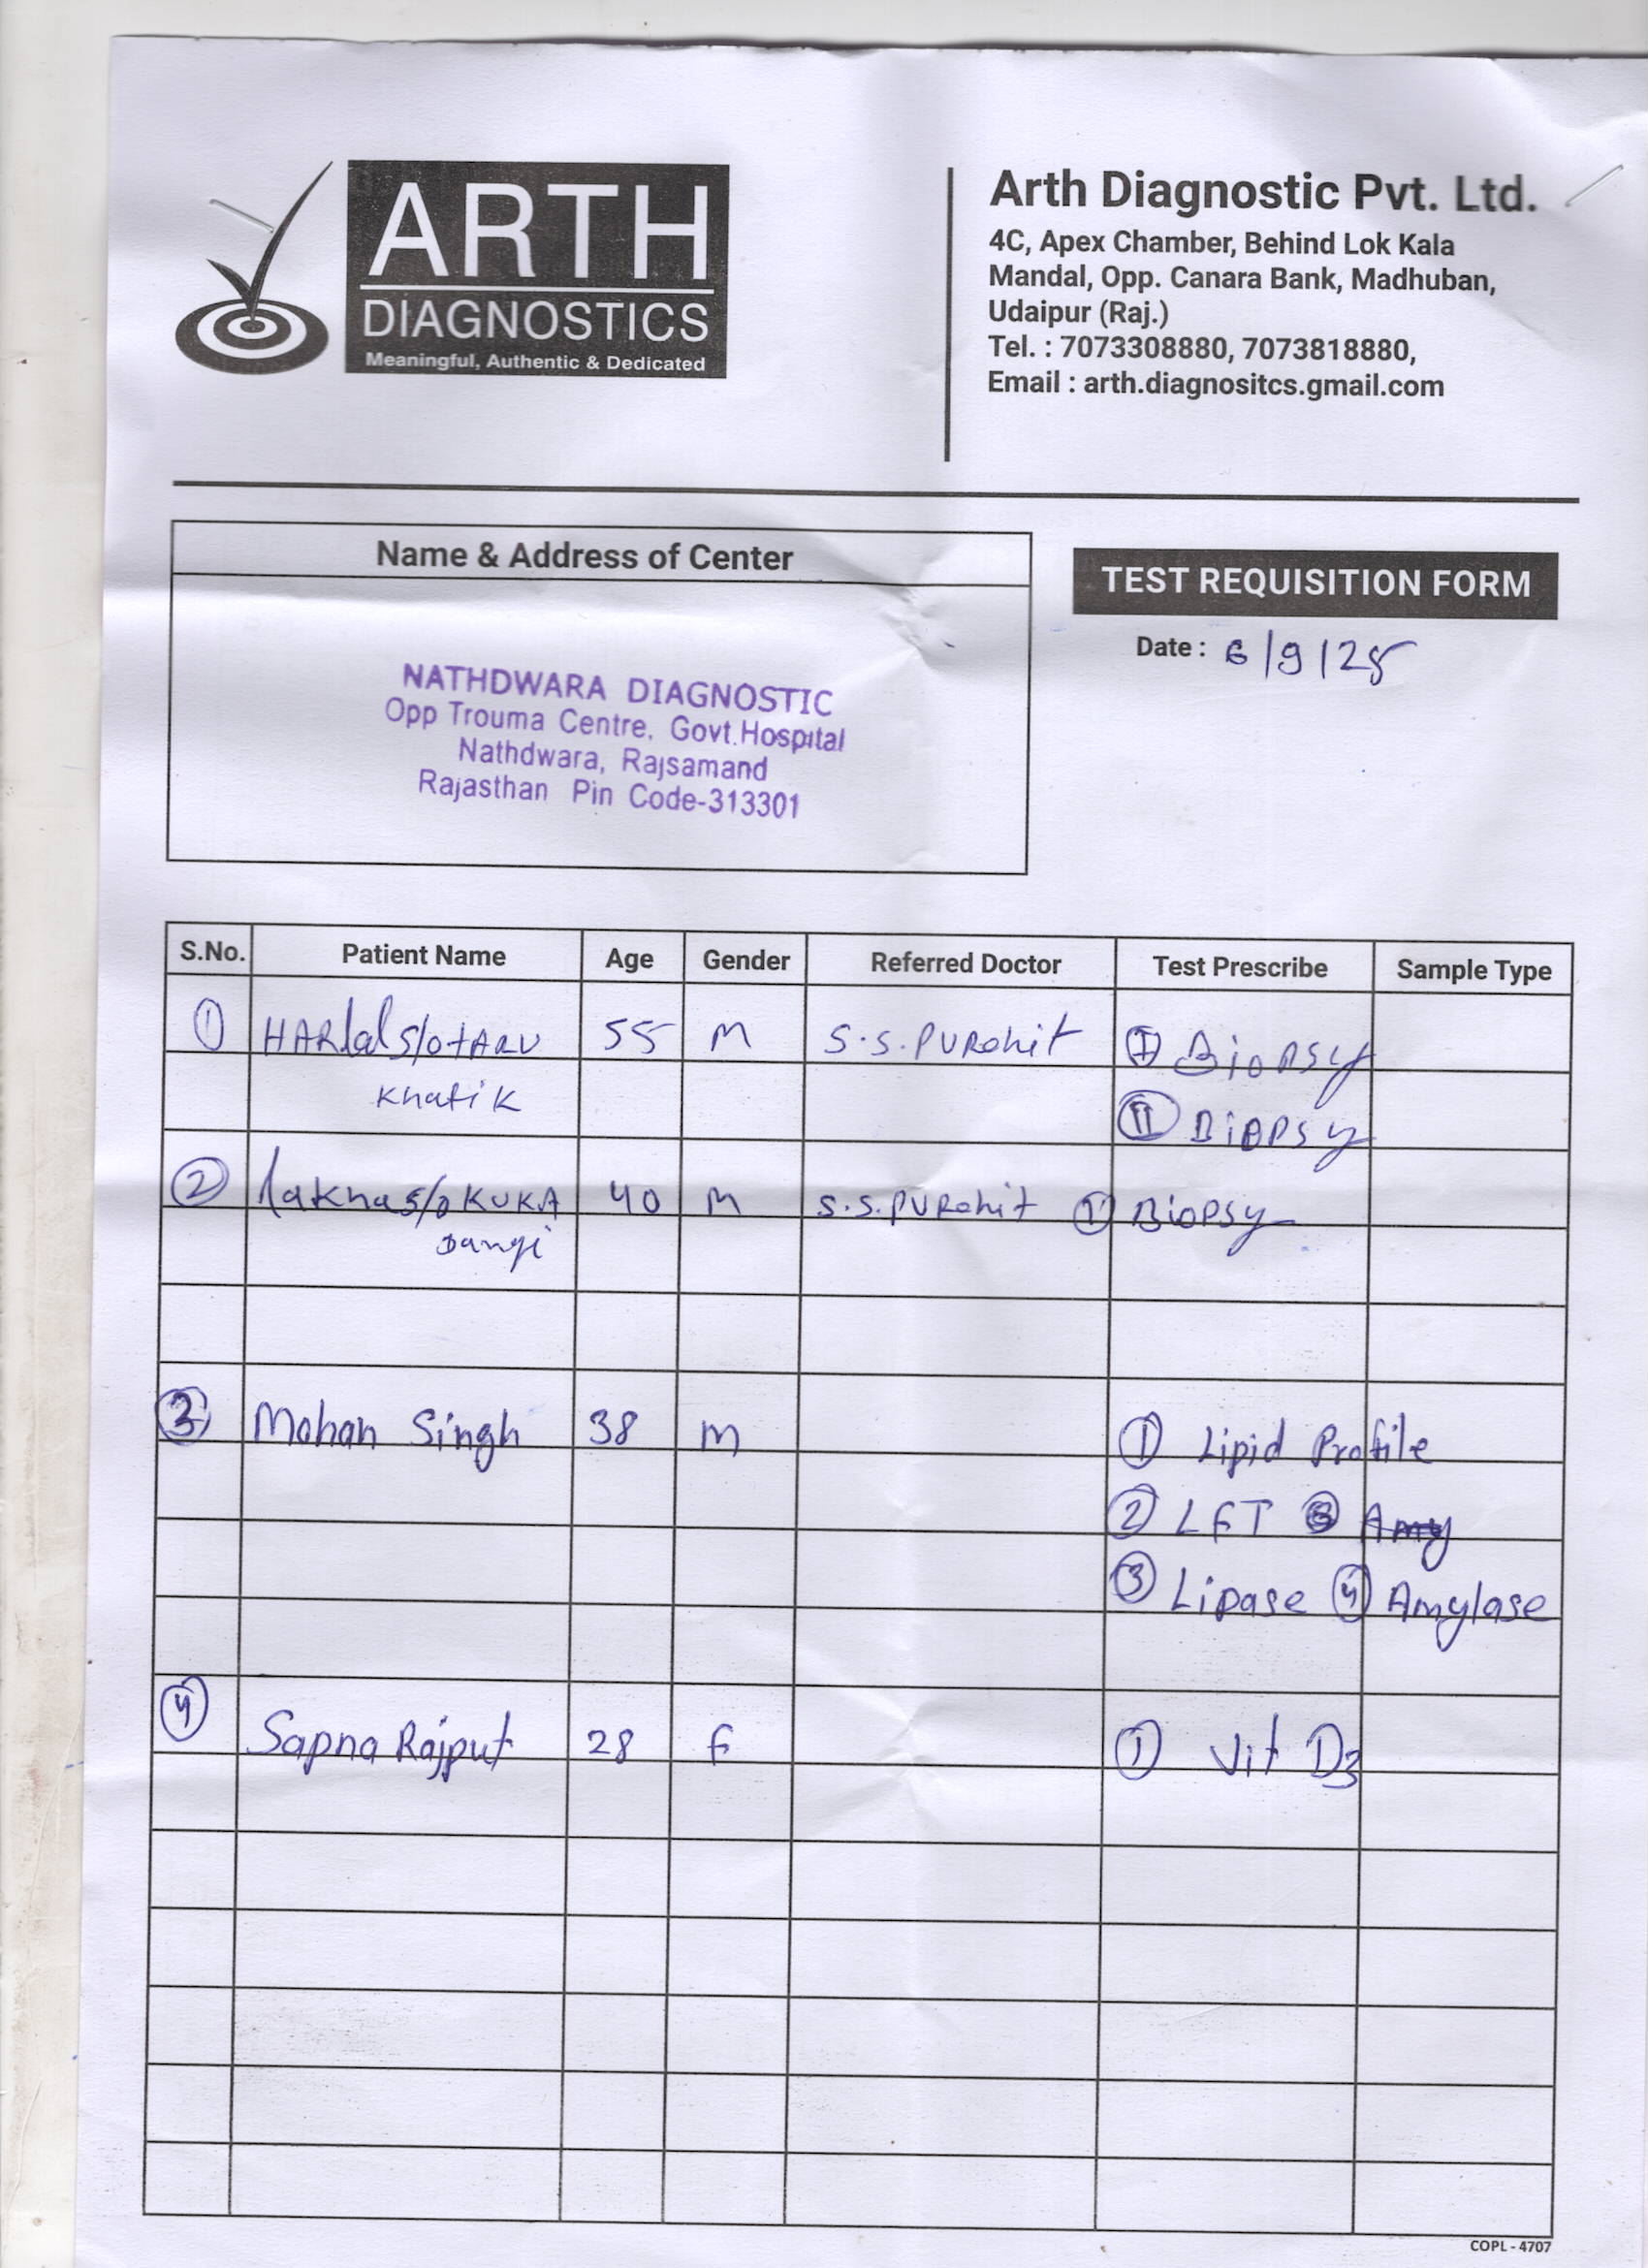 ARTH
DIAGNOSTICS
Meaningful, Authentic & Dedicated
Arth Diagnostic Pvt. Ltd.
4C, Apex Chamber, Behind Lok Kala
Mandal, Opp. Canara Bank, Madhuban,
Udaipur (Raj.)
Tel. : 7073308880, 7073818880,
Email : arth.diagnositcs.gmail.com
Name & Address of Center
NATHDWARA DIAGNOSTIC
Opp Trouma Centre, Govt.Hospital
Nathdwara, Rajsamand
Rajasthan Pin Code-313301
TEST REQUISITION FORM
Date : 6/9/25
S.No. Patient Name Age Gender Referred Doctor Test Prescribe Sample Type
1 HARlal S/o 55 M S.S.PURohit I Biopsy
Khatik II Biopsy
2 lakha s/o KUKA 40 M S.S.PURohit 1 Biopsy
Dangi
3 Mohan Singh 38 M 1 Lipid Profile
2 LFT 3 Amy
3 Lipase 4 Amylase
4 Sapna Rajput 28 F 1 Vit D3
COPL - 4707